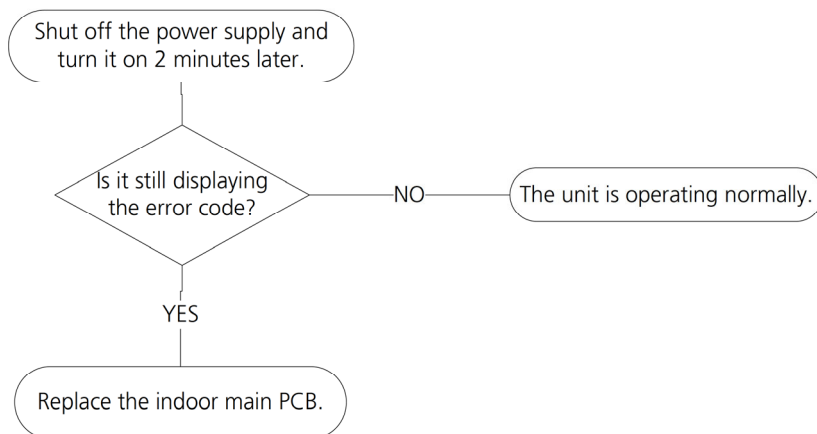 Shut off the power supply and
turn it on 2 minutes later.
Is it still displaying
the error code?
NO
The unit is operating normally.
YES
Replace the indoor main PCB.